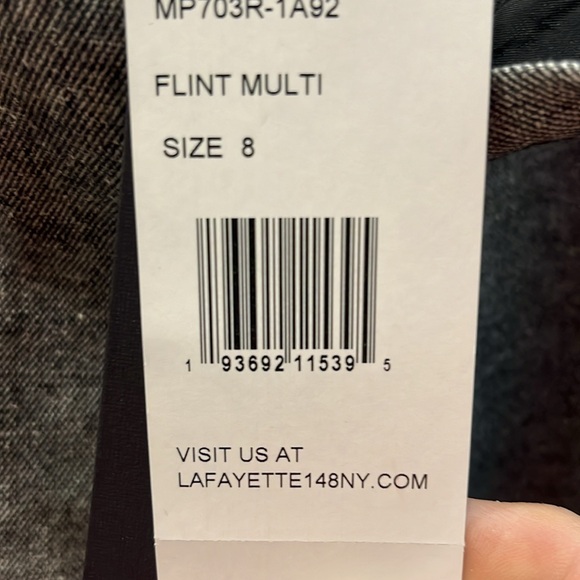 MP703R-1A92
FLINT MULTI
SIZE 8
1 93692 11539 5
VISIT US AT
LAFAYETTE148NY.COM